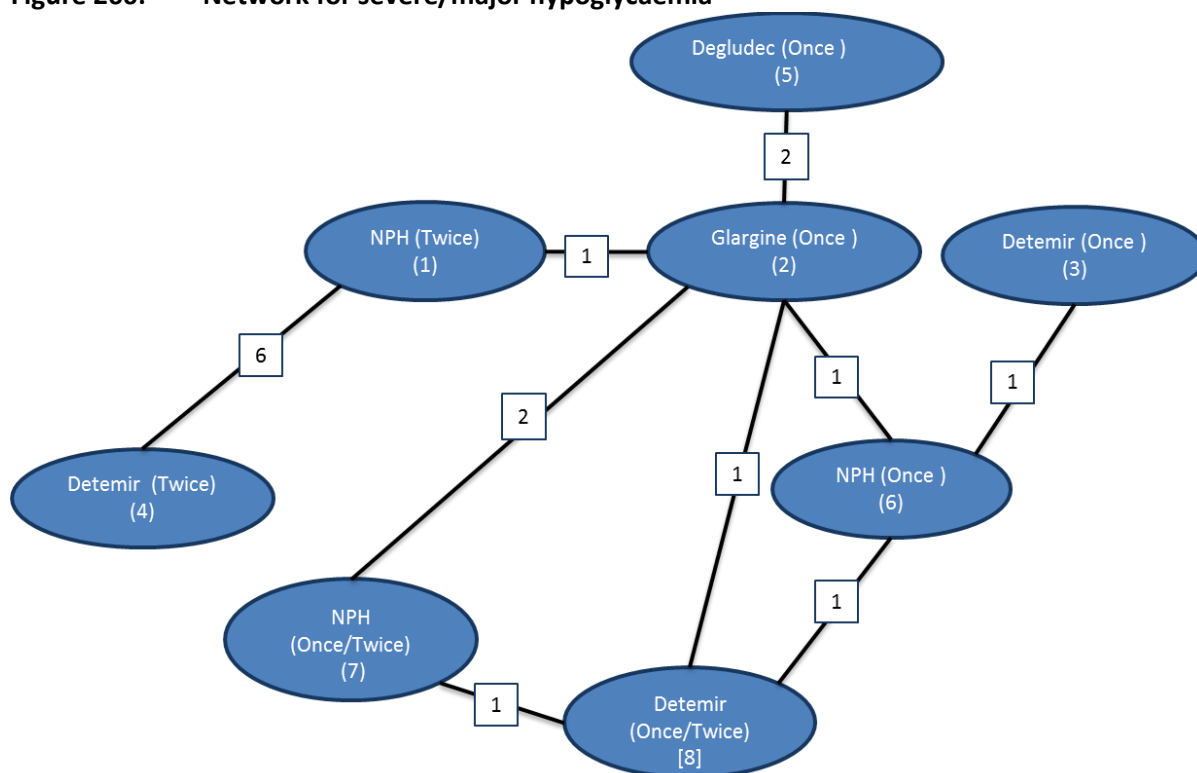 Figure 200: Network for severe/major hypoglycaemia
Degludec (Once )
(5)
2
NPH (Twice)
(1)
1
Glargine (Once )
(2)
Detemir (Once )
(3)
6
2
1
1
1
Detemir (Twice)
(4)
NPH (Once )
(6)
1
NPH
(Once/Twice)
(7)
1
Detemir
(Once/Twice)
[8]